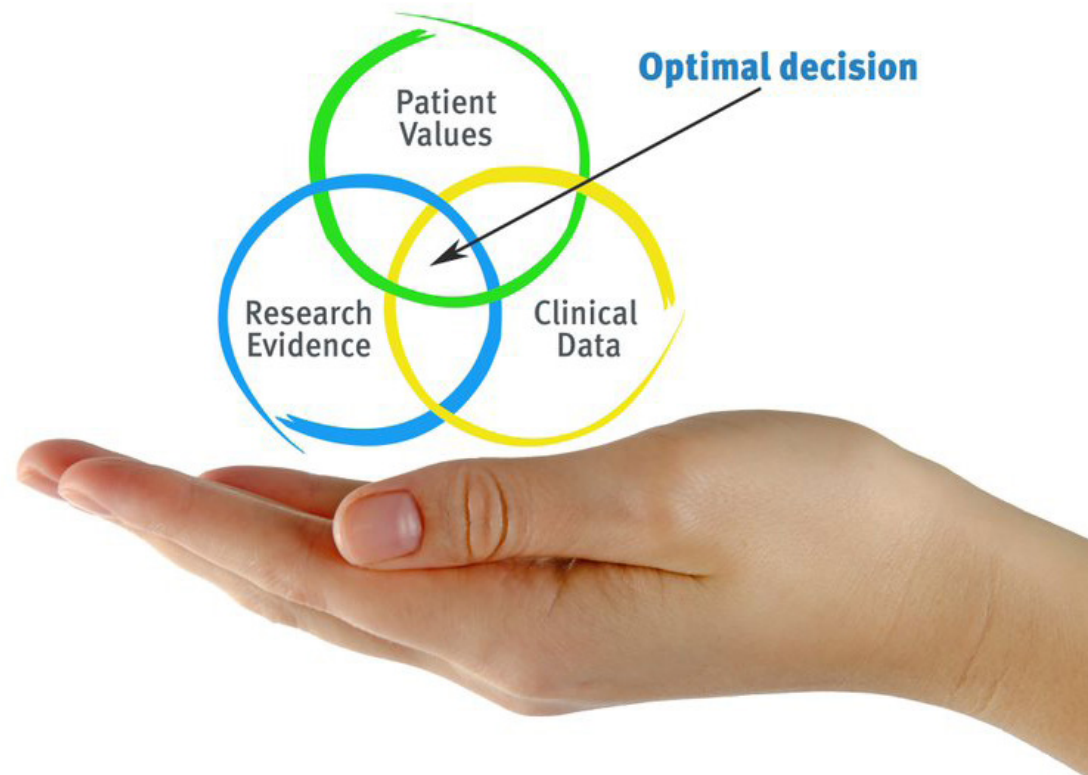 Optimal decision
Patient
Values
Research
Evidence
Clinical
Data